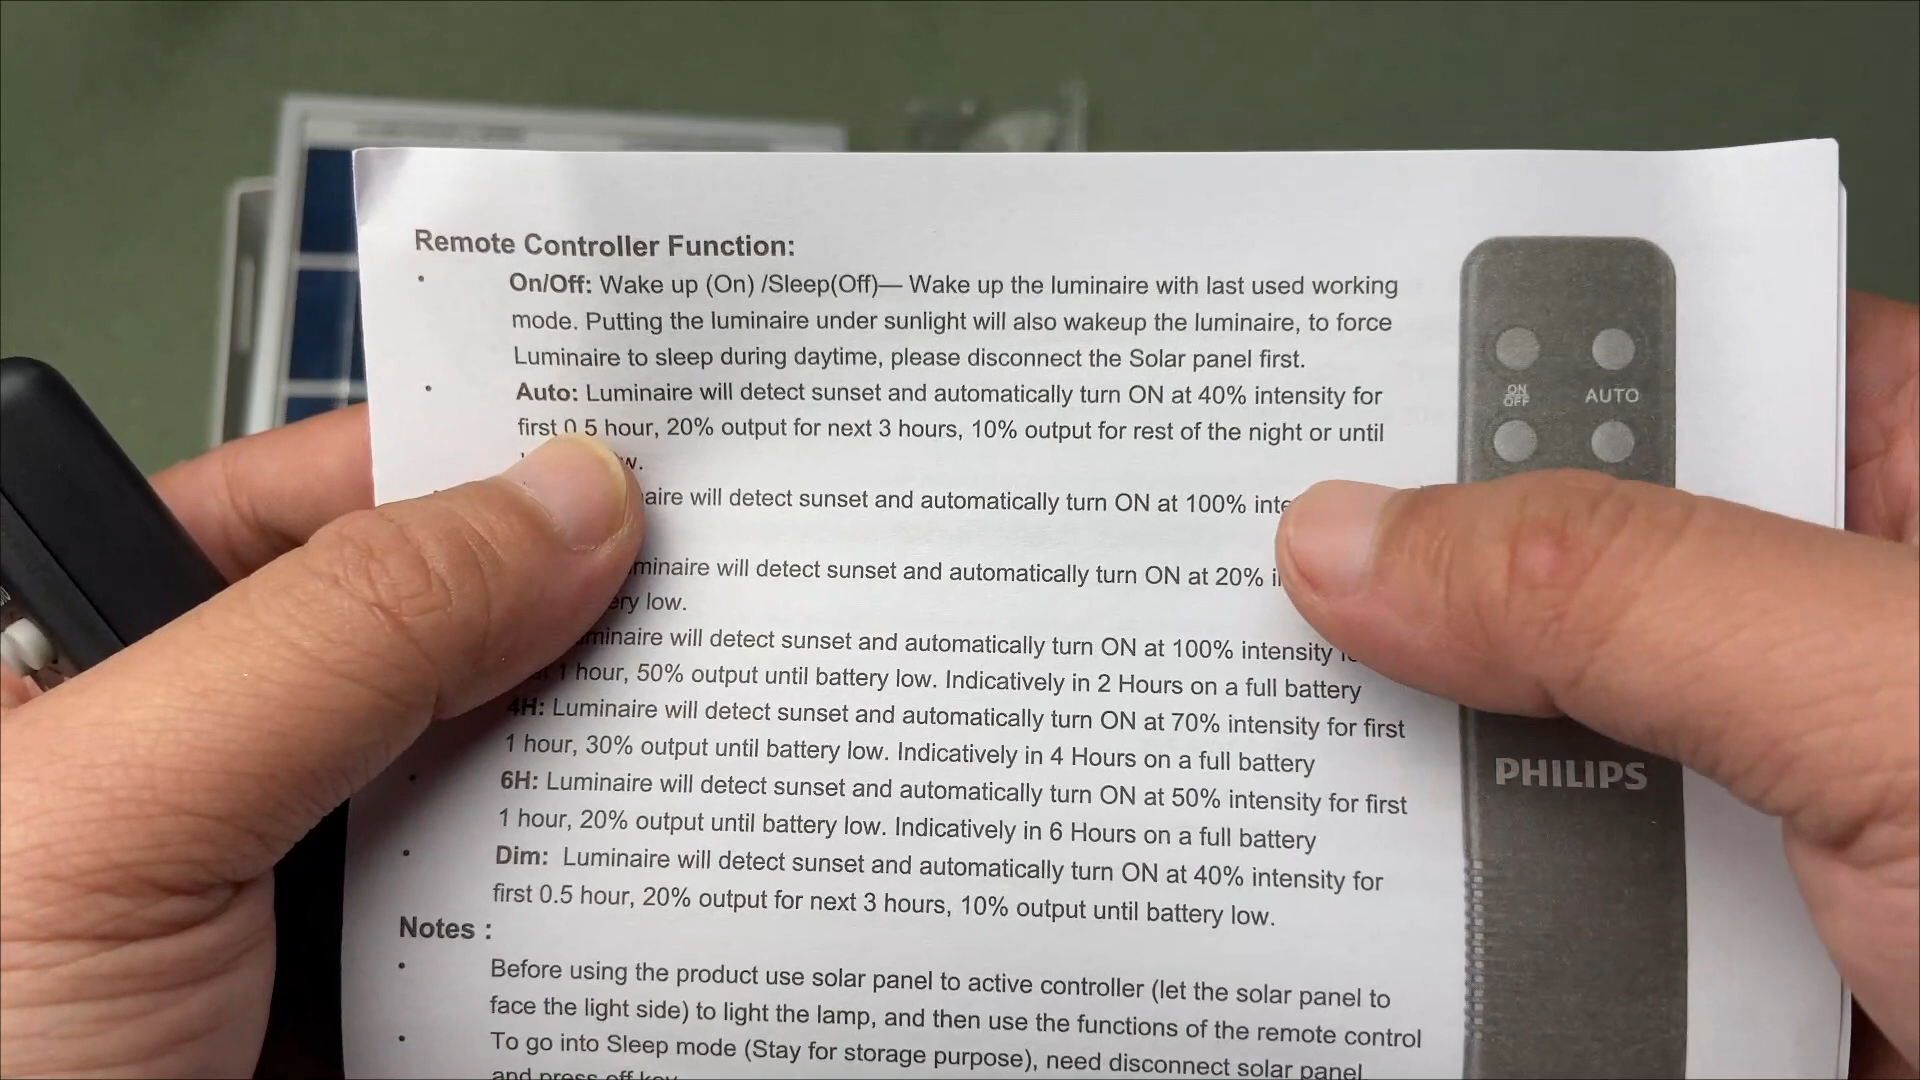 Remote Controller Function:
• On/Off: Wake up (On) /Sleep(Off)— Wake up the luminaire with last used working
mode. Putting the luminaire under sunlight will also wakeup the luminaire, to force
Luminaire to sleep during daytime, please disconnect the Solar panel first.
• Auto: Luminaire will detect sunset and automatically turn ON at 40% intensity for
first 0.5 hour, 20% output for next 3 hours, 10% output for rest of the night or until
will detect sunset and automatically turn ON at 100%
will detect sunset and automatically turn ON at 20%
low.
will detect sunset and automatically turn ON at 100% intensity
1 hour, 50% output until battery low. Indicatively in 2 Hours on a full battery
4H: Luminaire will detect sunset and automatically turn ON at 70% intensity for first
1 hour, 30% output until battery low. Indicatively in 4 Hours on a full battery
• 6H: Luminaire will detect sunset and automatically turn ON at 50% intensity for first
1 hour, 20% output until battery low. Indicatively in 6 Hours on a full battery
• Dim: Luminaire will detect sunset and automatically turn ON at 40% intensity for
first 0.5 hour, 20% output for next 3 hours, 10% output until battery low.
Notes :
• Before using the product use solar panel to active controller (let the solar panel to
face the light side) to light the lamp, and then use the functions of the remote control
• To go into Sleep mode (Stay for storage purpose), need disconnect solar panel
and press off key
ON
OFF
AUTO
PHILIPS